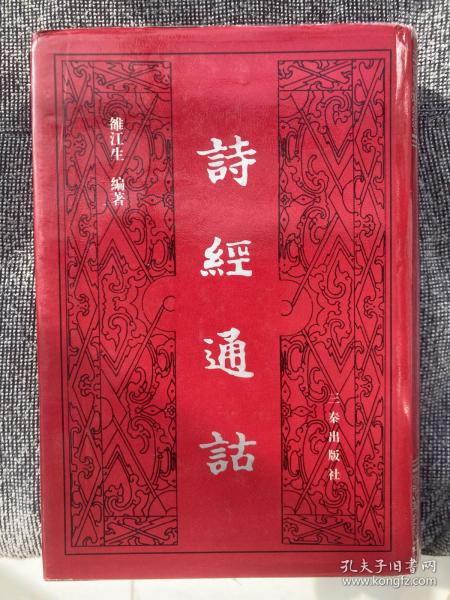 詩經通詁
雒江生 编著
三秦出版社
孔夫子旧书网
www.kongfz.com